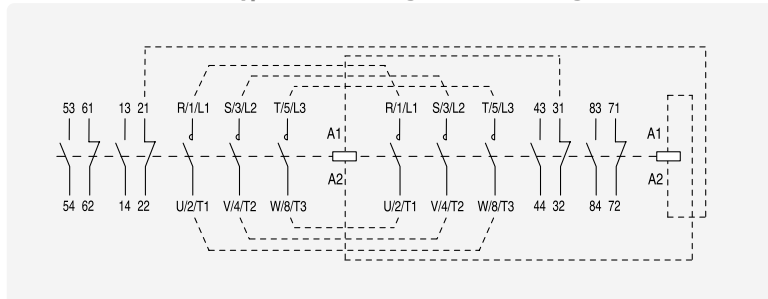 53 61 13 21 R/1/L1 S/3/L2 T/5/L3 R/1/L1 S/3/L2 T/5/L3 43 31 83 71
A1 A1
A2 A2
54 62 14 22 U/2/T1 V/4/T2 W/8/T3 U/2/T1 V/4/T2 W/8/T3 44 32 84 72